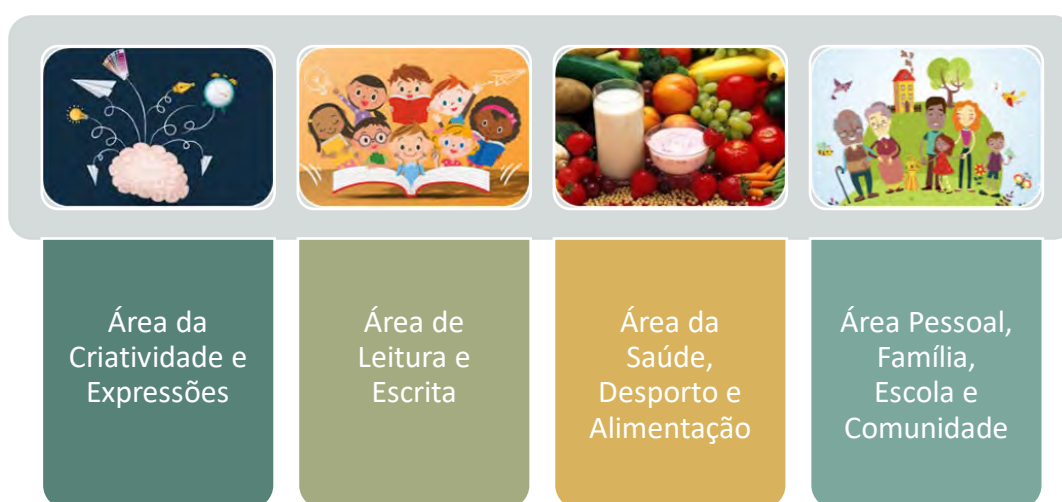 Área da
Criatividade e
Expressões
Área de
Leitura e
Escrita
Área da
Saúde,
Desporto e
Alimentação
Área Pessoal,
Família,
Escola e
Comunidade